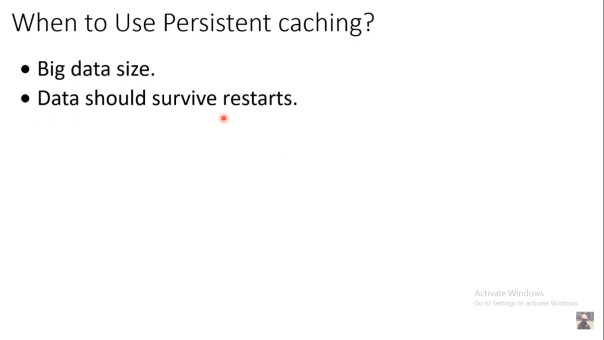 When to Use Persistent caching?
• Big data size.
• Data should survive restarts.
Activate Windows
Go to Settings to activate Windows.